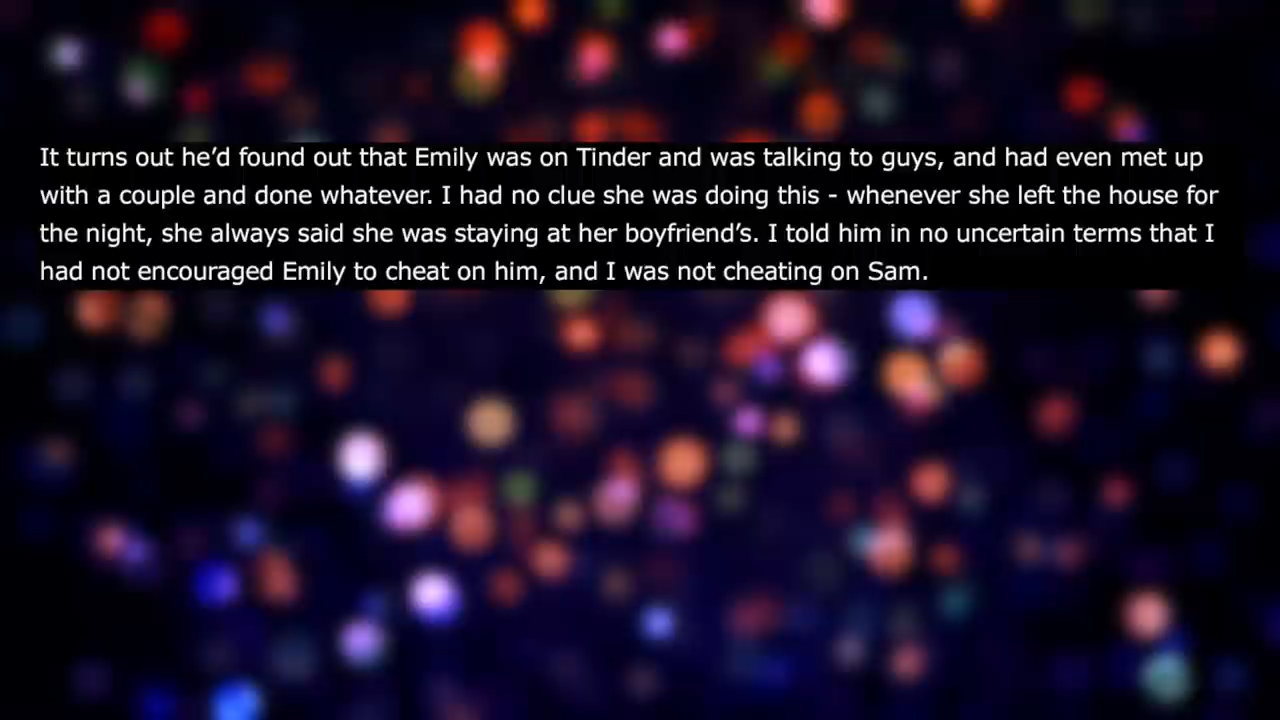 It turns out he’d found out that Emily was on Tinder and was talking to guys, and had even met up
with a couple and done whatever. I had no clue she was doing this - whenever she left the house for
the night, she always said she was staying at her boyfriend’s. I told him in no uncertain terms that I
had not encouraged Emily to cheat on him, and I was not cheating on Sam.